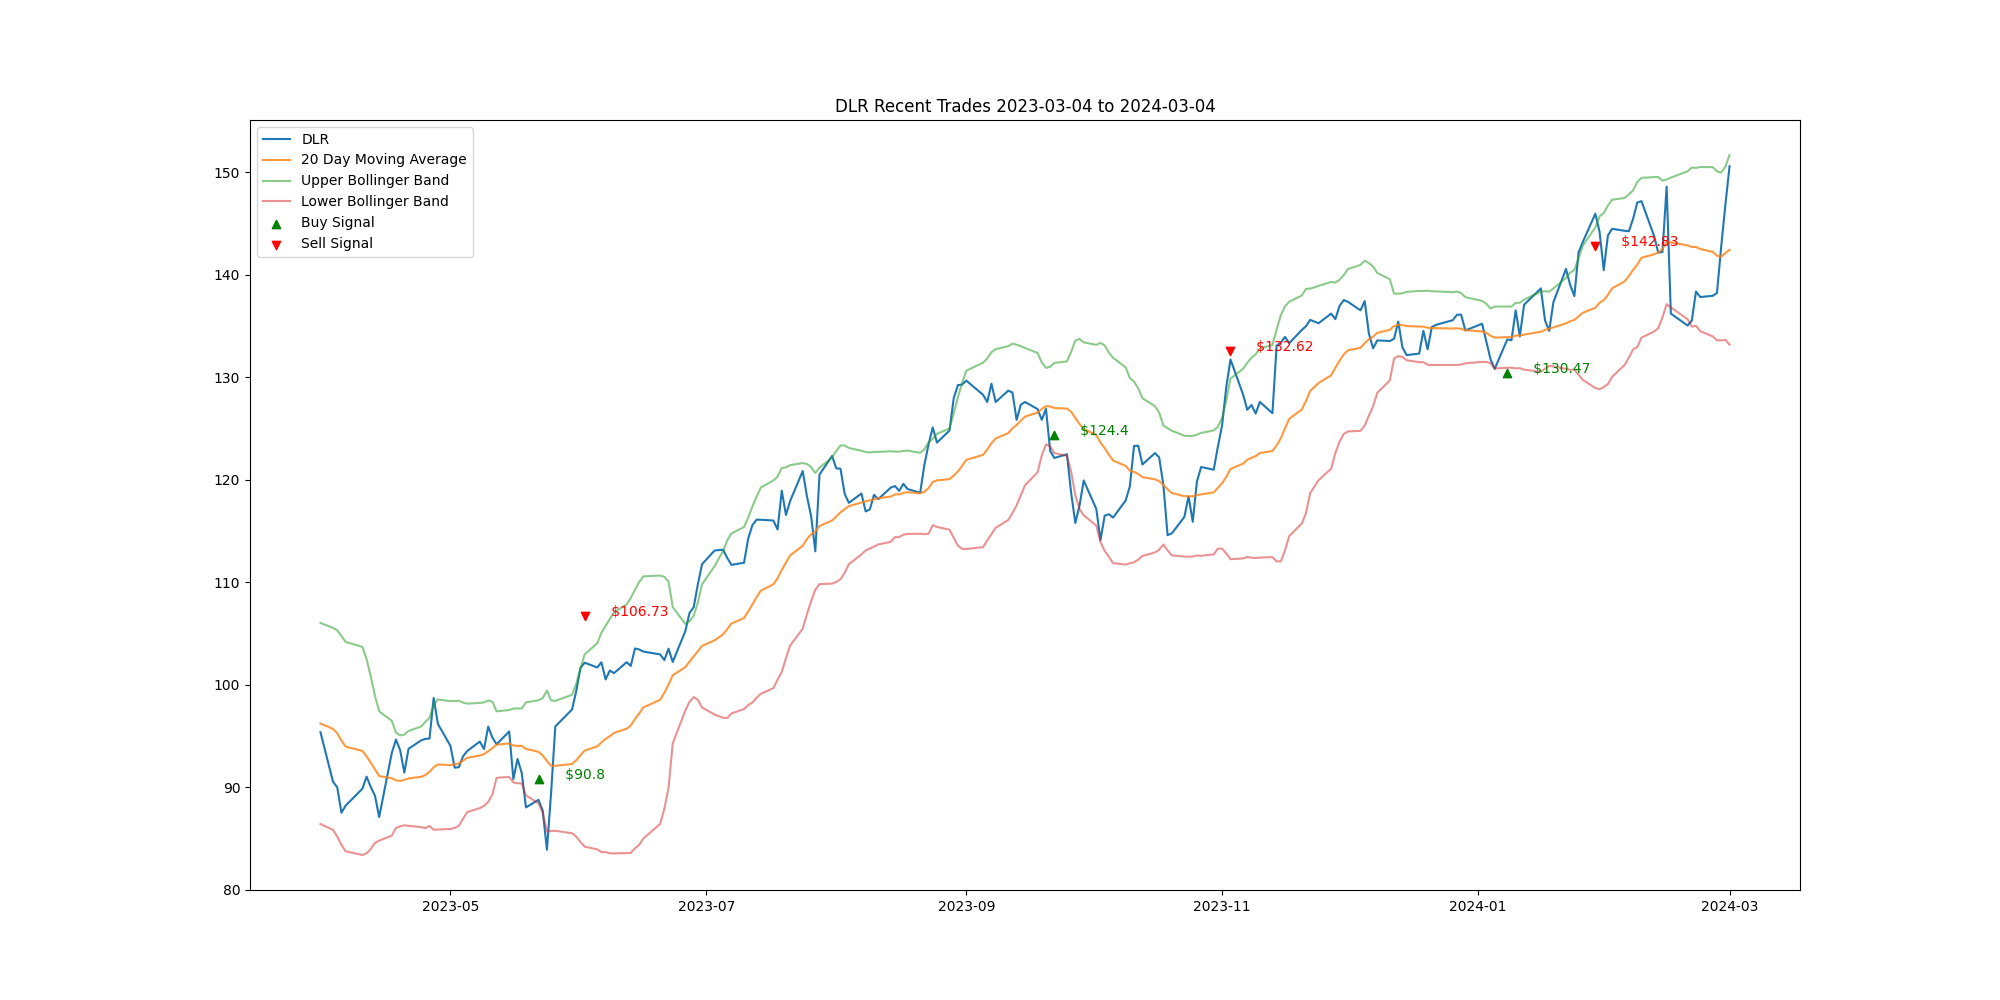 DLR Recent Trades 2023-03-04 to 2024-03-04
DLR
20 Day Moving Average
Upper Bollinger Band
Lower Bollinger Band
Buy Signal
Sell Signal
150
140
130
120
110
100
90
80
$106.73
$90.8
$124.4
$132.62
$130.47
$142.83
2023-05
2023-07
2023-09
2023-11
2024-01
2024-03